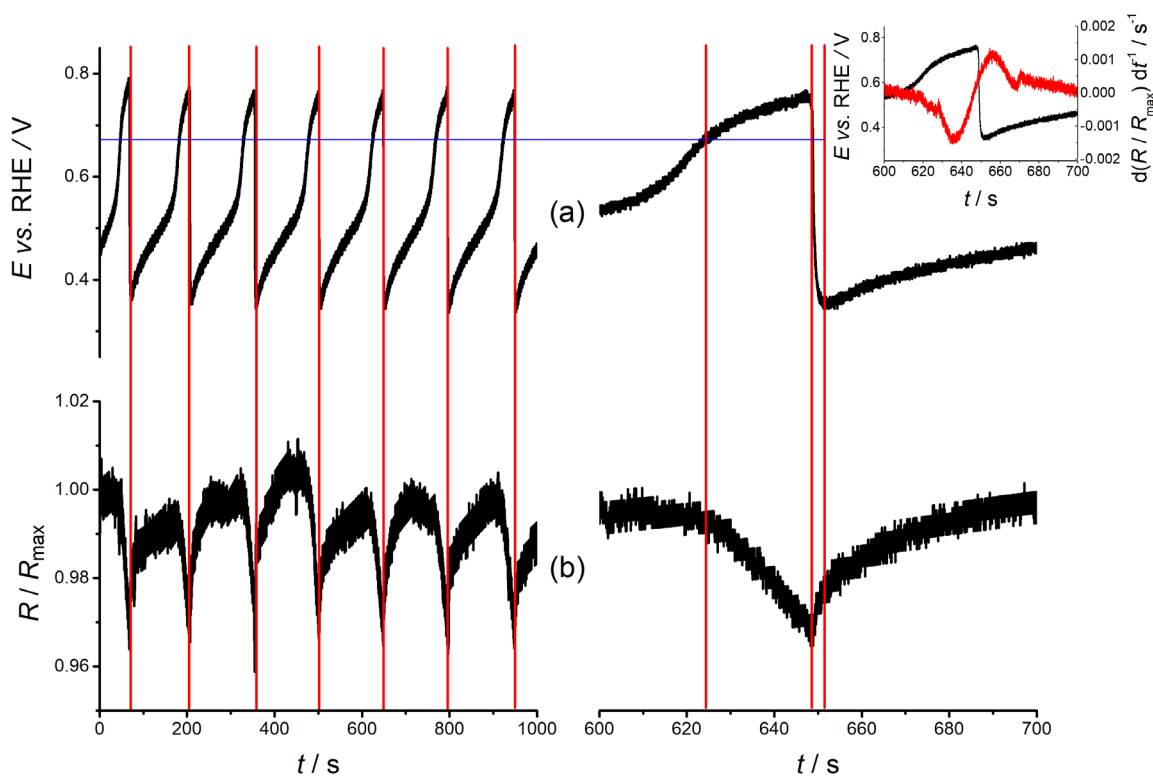 E vs. RHE / V
0.8
0.6
0.4
(a)
E vs. RHE / V
0.8
0.6
0.4
600 620 640 660 680 700
t / s
0.002
0.001
0.000
-0.001
-0.002
d(R / Rmax) dt-1 / s-1
R / Rmax
1.02
1.00
0.98
0.96
(b)
0 200 400 600 800 1000
t / s
600 620 640 660 680 700
t / s